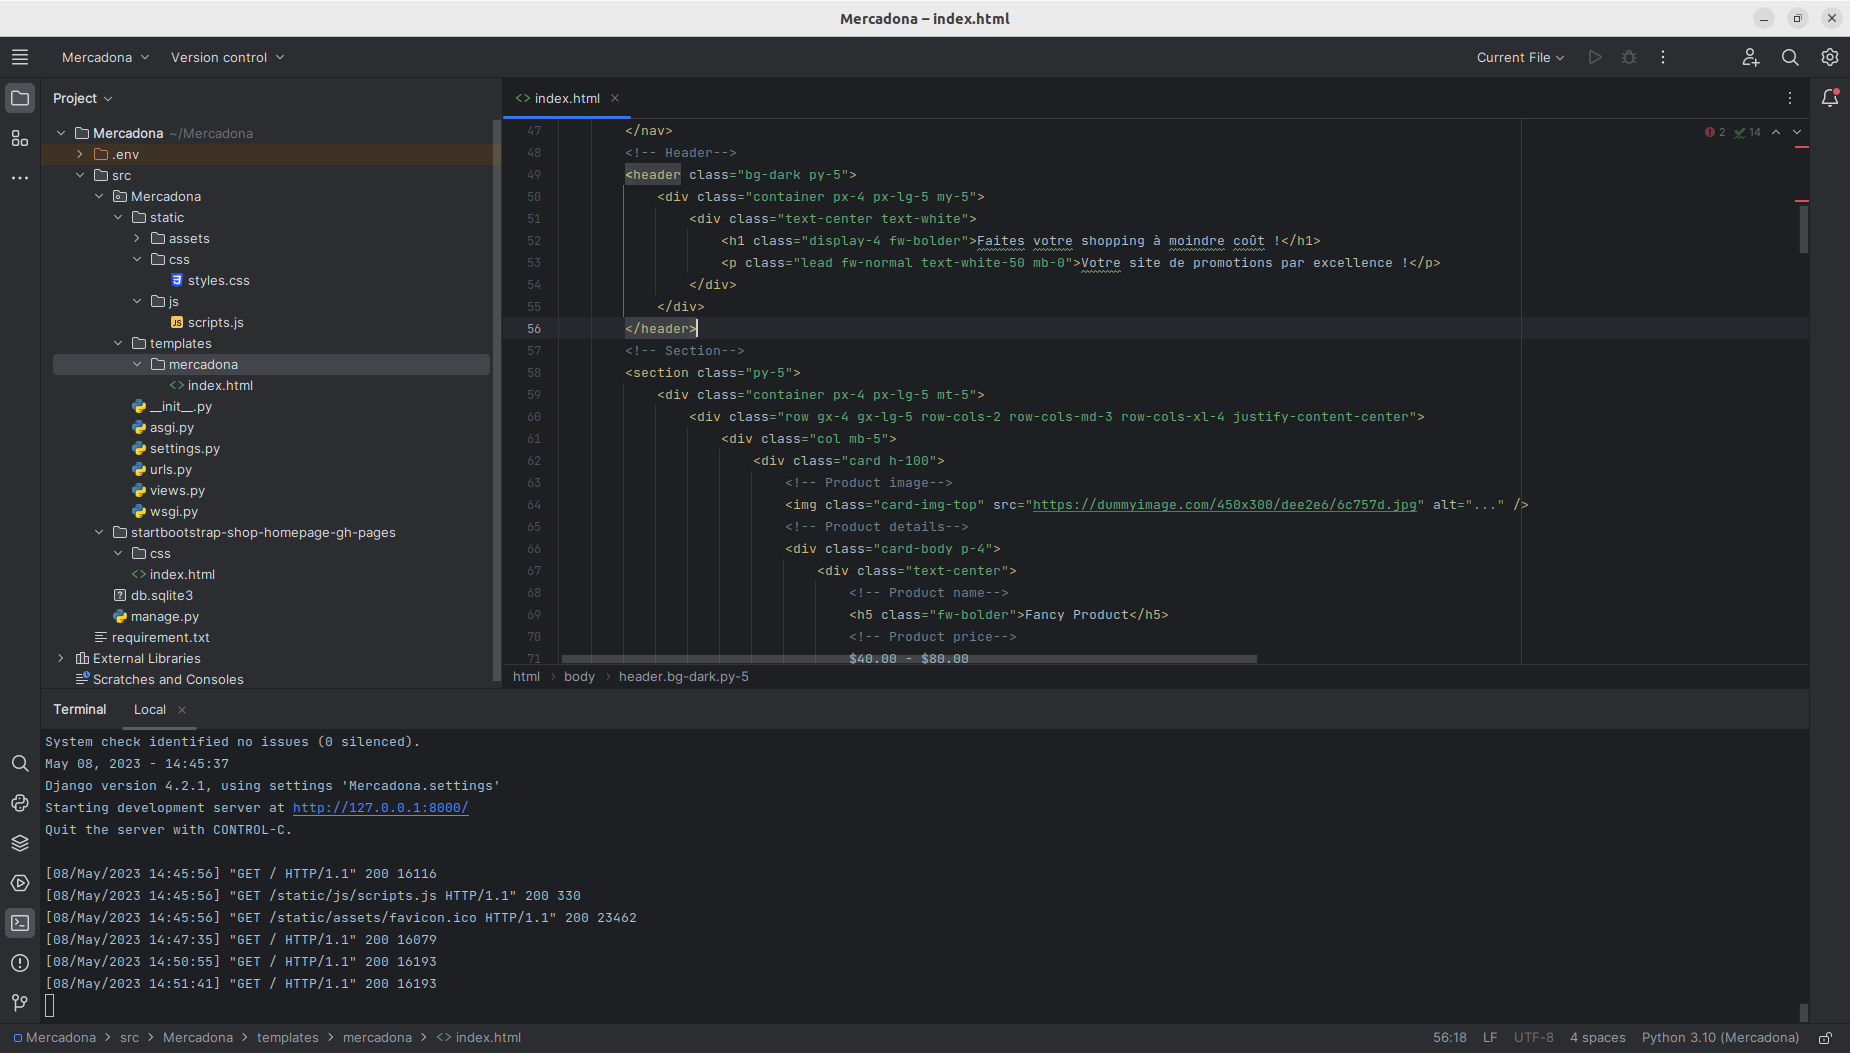 Mercadona – index.html
Mercadona
Version control
Current File
Project
index.html
Mercadona ~/Mercadona
.env
src
Mercadona
static
assets
css
styles.css
js
scripts.js
templates
mercadona
index.html
__init__.py
asgi.py
settings.py
urls.py
views.py
wsgi.py
startbootstrap-shop-homepage-gh-pages
css
index.html
db.sqlite3
manage.py
requirement.txt
External Libraries
Scratches and Consoles
2 14
47 </nav>
48 <!-- Header-->
49 <header class="bg-dark py-5">
50 <div class="container px-4 px-lg-5 my-5">
51 <div class="text-center text-white">
52 <h1 class="display-4 fw-bolder">Faites votre shopping à moindre coût !</h1>
53 <p class="lead fw-normal text-white-50 mb-0">Votre site de promotions par excellence !</p>
54 </div>
55 </div>
56 </header>
57 <!-- Section-->
58 <section class="py-5">
59 <div class="container px-4 px-lg-5 mt-5">
60 <div class="row gx-4 gx-lg-5 row-cols-2 row-cols-md-3 row-cols-xl-4 justify-content-center">
61 <div class="col mb-5">
62 <div class="card h-100">
63 <!-- Product image-->
64 <img class="card-img-top" src="https://dummyimage.com/450x300/dee2e6/6c757d.jpg" alt="..." />
65 <!-- Product details-->
66 <div class="card-body p-4">
67 <div class="text-center">
68 <!-- Product name-->
69 <h5 class="fw-bolder">Fancy Product</h5>
70 <!-- Product price-->
71 $40.00 - $80.00
html › body › header.bg-dark.py-5
Terminal Local
System check identified no issues (0 silenced).
May 08, 2023 - 14:45:37
Django version 4.2.1, using settings 'Mercadona.settings'
Starting development server at http://127.0.0.1:8000/
Quit the server with CONTROL-C.
[08/May/2023 14:45:56] "GET / HTTP/1.1" 200 16116
[08/May/2023 14:45:56] "GET /static/js/scripts.js HTTP/1.1" 200 330
[08/May/2023 14:45:56] "GET /static/assets/favicon.ico HTTP/1.1" 200 23462
[08/May/2023 14:47:35] "GET / HTTP/1.1" 200 16079
[08/May/2023 14:50:55] "GET / HTTP/1.1" 200 16193
[08/May/2023 14:51:41] "GET / HTTP/1.1" 200 16193
Mercadona › src › Mercadona › templates › mercadona › index.html
56:18 LF UTF-8 4 spaces Python 3.10 (Mercadona)